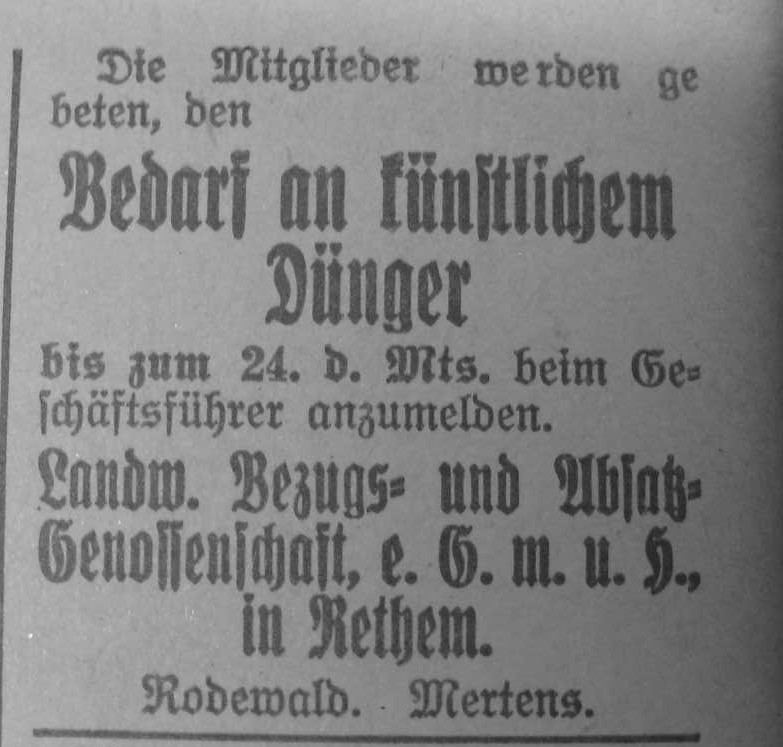 Die Mitglieder werden ge
beten, den
Bedarf an künstlichem
Dünger
bis zum 24. d. Mts. beim Ge-
schäftsführer anzumelden.
Landw. Bezugs- und Absatz-
Genossenschaft, e. G. m. u. H.,
in Rethem.
Rodewald. Mertens.